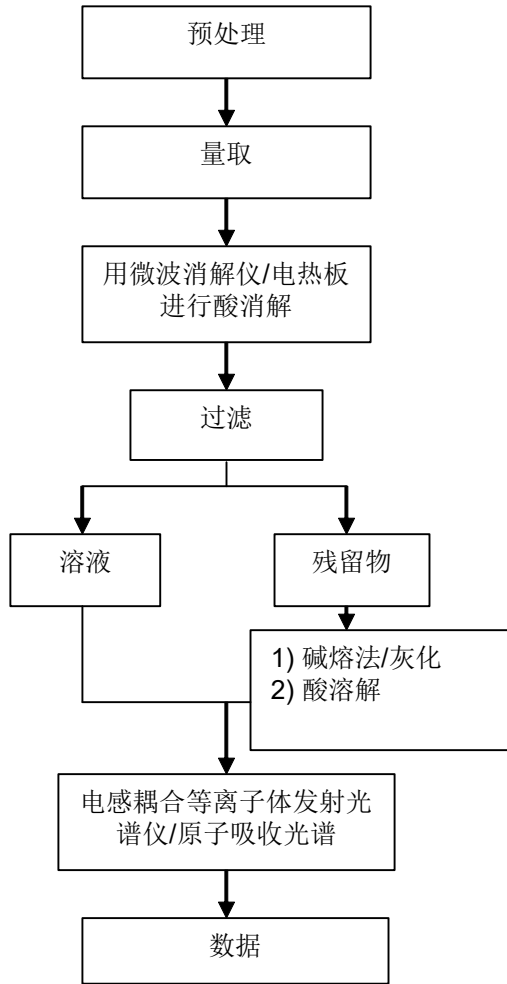 预处理
量取
用微波消解仪/电热板
进行酸消解
过滤
溶液
残留物
1) 碱熔法/灰化
2) 酸溶解
电感耦合等离子体发射光
谱仪/原子吸收光谱
数据